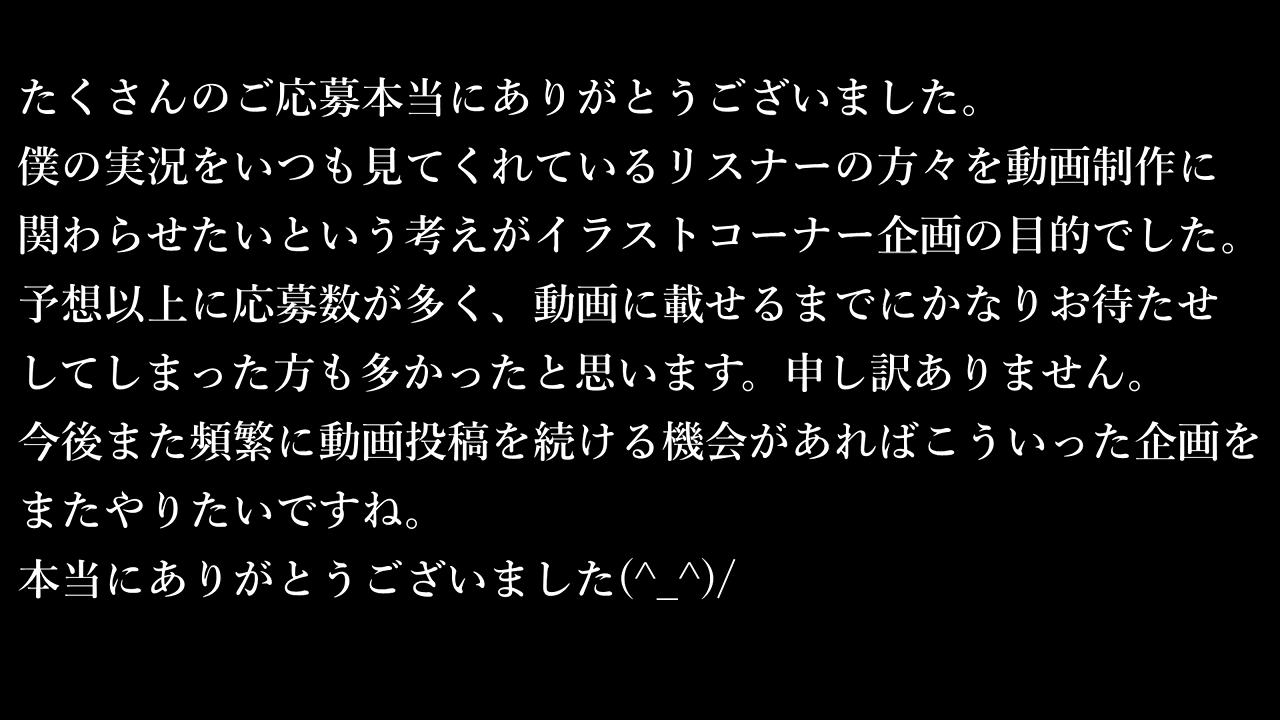 たくさんのご応募本当にありがとうございました。
僕の実況をいつも見てくれているリスナーの方々を動画制作に
関わらせたいという考えがイラストコーナー企画の目的でした。
予想以上に応募数が多く、動画に載せるまでにかなりお待たせ
してしまった方も多かったと思います。申し訳ありません。
今後また頻繁に動画投稿を続ける機会があればこういった企画を
またやりたいですね。
本当にありがとうございました(^_^)/